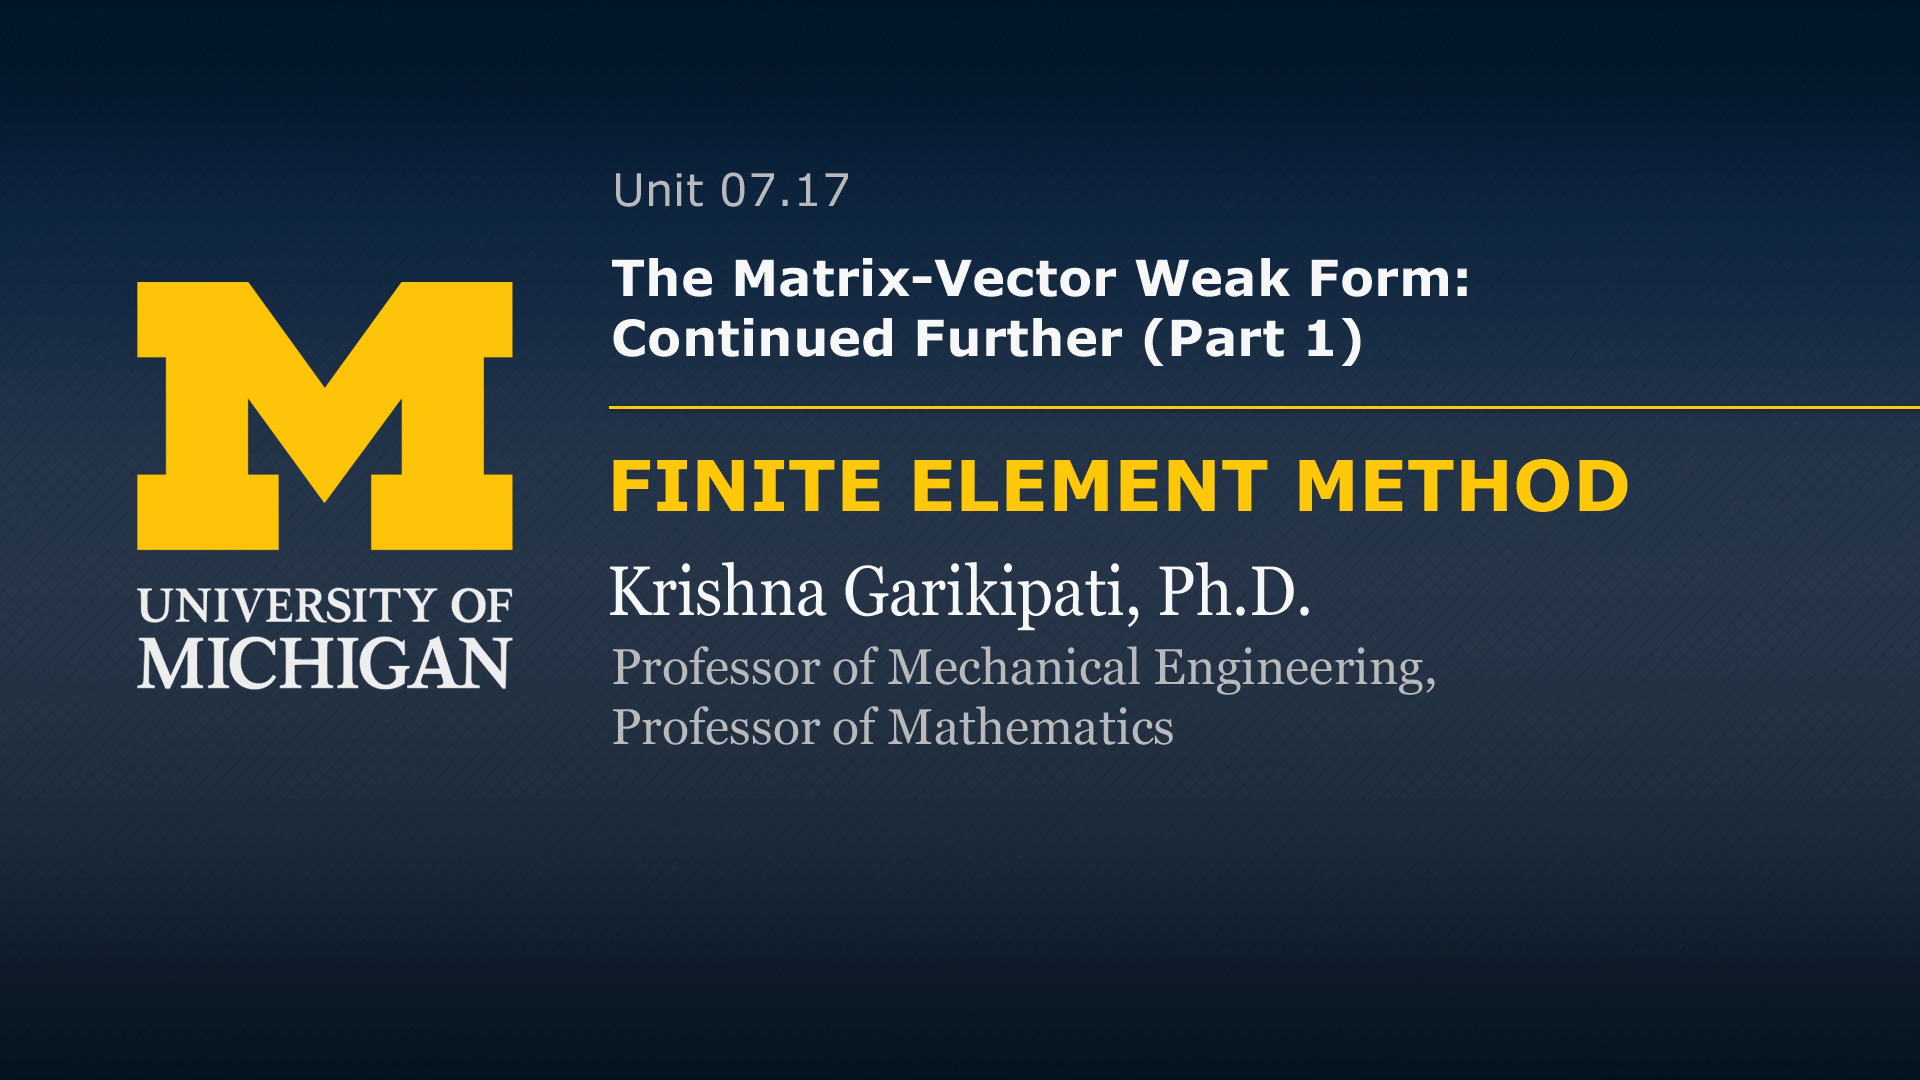 Unit 07.17
The Matrix-Vector Weak Form:
Continued Further (Part 1)
FINITE ELEMENT METHOD
Krishna Garikipati, Ph.D.
Professor of Mechanical Engineering,
Professor of Mathematics
M
UNIVERSITY OF
MICHIGAN